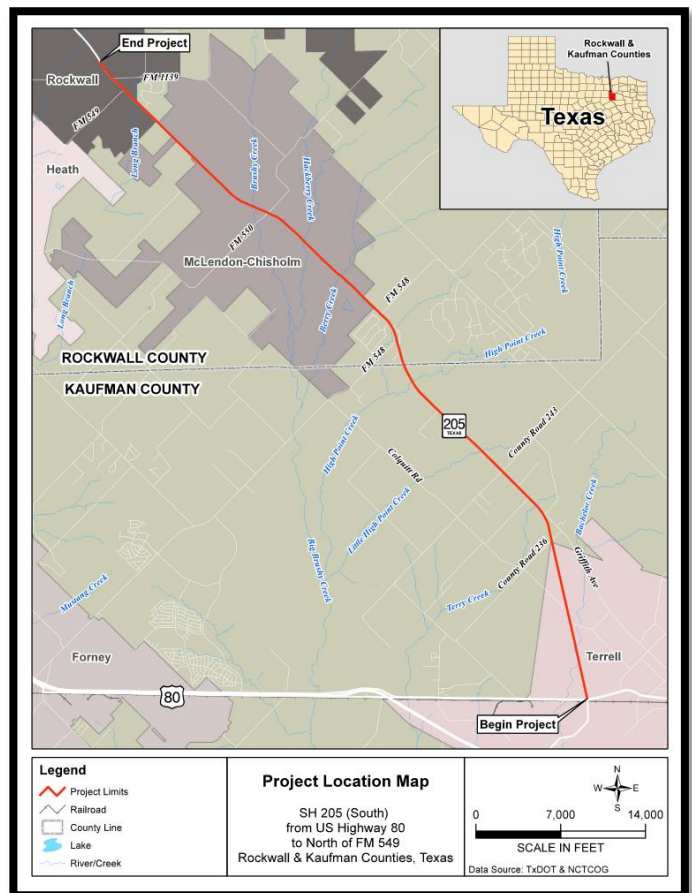 End Project
Rockwall
FM 1139
FM 549
Long Branch
Heath
Brushy Creek
Hackberry Creek
FM 550
McLendon-Chisholm
Long Branch
Berry Creek
FM 548
High Point Creek
Rockwall &
Kaufman Counties
Texas
ROCKWALL COUNTY
KAUFMAN COUNTY
FM 548
High Point Creek
205
TEXAS
County Road 243
High Point Creek
Colquitt Rd
Little High Point Creek
Big Brushy Creek
Bachelor Creek
County Road 236
Griffith Ave
Terry Creek
Mustang Creek
Forney
Terrell
80
Begin Project
Legend
Project Limits
Railroad
County Line
Lake
River/Creek
Project Location Map
SH 205 (South)
from US Highway 80
to North of FM 549
Rockwall & Kaufman Counties, Texas
N
W E
S
0 7,000 14,000
SCALE IN FEET
Data Source: TxDOT & NCTCOG